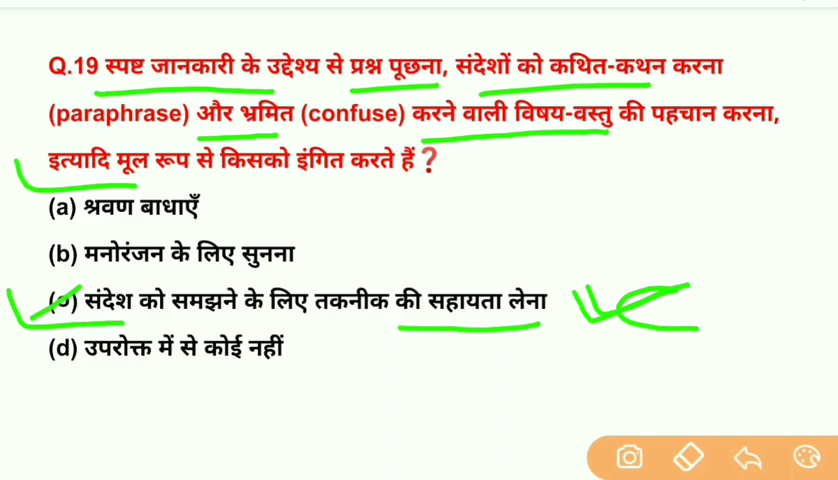 Q.19 स्पष्ट जानकारी के उद्देश्य से प्रश्न पूछना, संदेशों को कथित-कथन करना
(paraphrase) और भ्रमित (confuse) करने वाली विषय-वस्तु की पहचान करना,
इत्यादि मूल रूप से किसको इंगित करते हैं❓
(a) श्रवण बाधाएँ
(b) मनोरंजन के लिए सुनना
(c) संदेश को समझने के लिए तकनीक की सहायता लेना
(d) उपरोक्त में से कोई नहीं